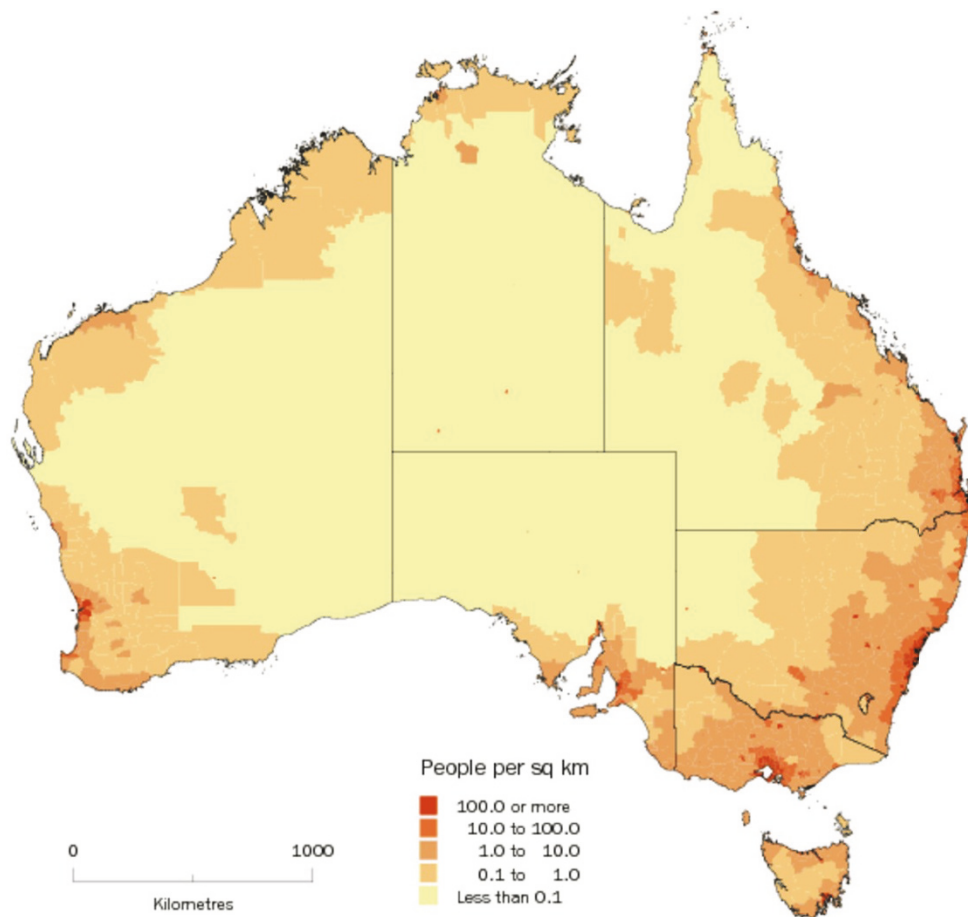 People per sq km
100.0 or more
10.0 to 100.0
1.0 to 10.0
0.1 to 1.0
Less than 0.1
0 1000
Kilometres